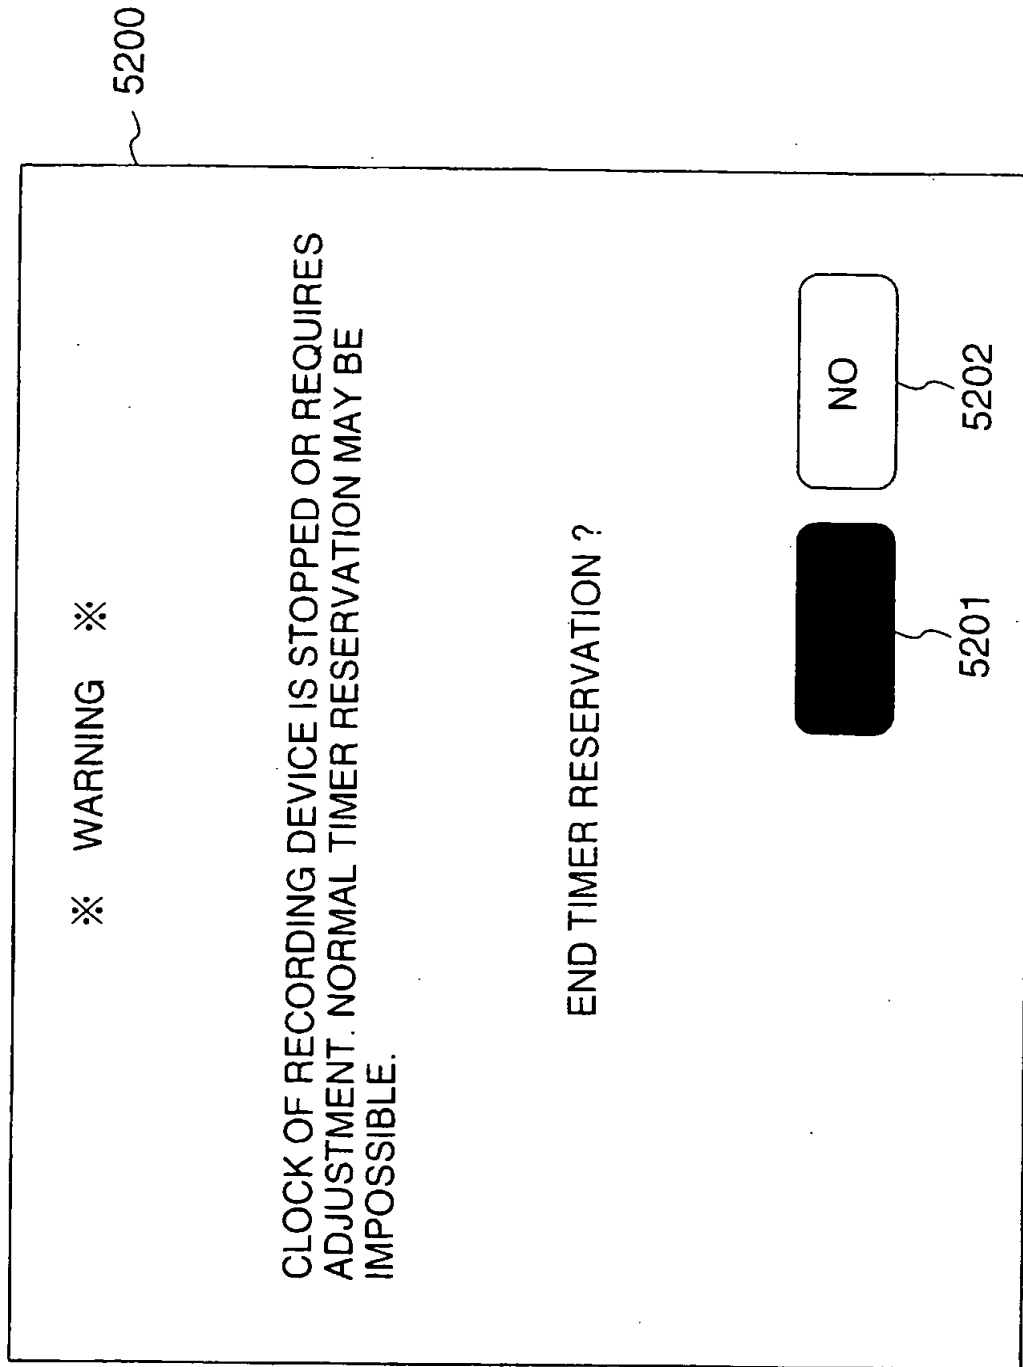 5200
※ WARNING ※
CLOCK OF RECORDING DEVICE IS STOPPED OR REQUIRES
ADJUSTMENT. NORMAL TIMER RESERVATION MAY BE
IMPOSSIBLE.
END TIMER RESERVATION ?
NO
5201
5202